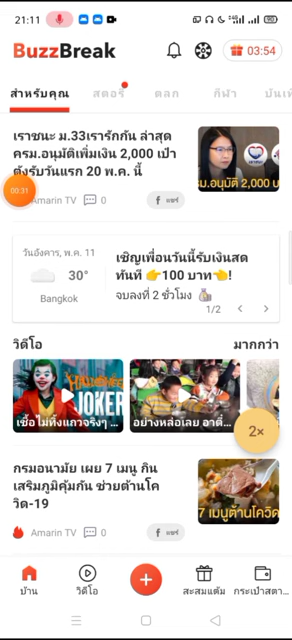 21:11
BuzzBreak
03:54
สำหรับคุณ
สตอรี่
ตลก
กีฬา
บันเทิ
เราชนะ ม.33เรารักกัน ล่าสุด
ครม.อนุมัติเพิ่มเงิน 2,000 เป๋า
ตังรับวันแรก 20 พ.ค. นี้
ม.อนุมัติ 2,000 บ
00:31
Amarin TV
0
แชร์
วันอังคาร, พ.ค. 11
30°
Bangkok
เชิญเพื่อนวันนี้รับเงินสด
ทันที 👉100 บาท👈!
จบลงที่ 2 ชั่วโมง 💰
1/2
วิดีโอ
มากกว่า
JOKER
เชื่อไม่ทิ้งแถวจริงๆ ...
อย่างหล่อเลย อาตี๋...
2×
กรมอนามัย เผย 7 เมนู กิน
เสริมภูมิคุ้มกัน ช่วยต้านโค
วิด-19
7 เมนูต้านโควิด
Amarin TV
0
แชร์
บ้าน
วิดีโอ
สะสมแต้ม
กระเป๋าสตา...